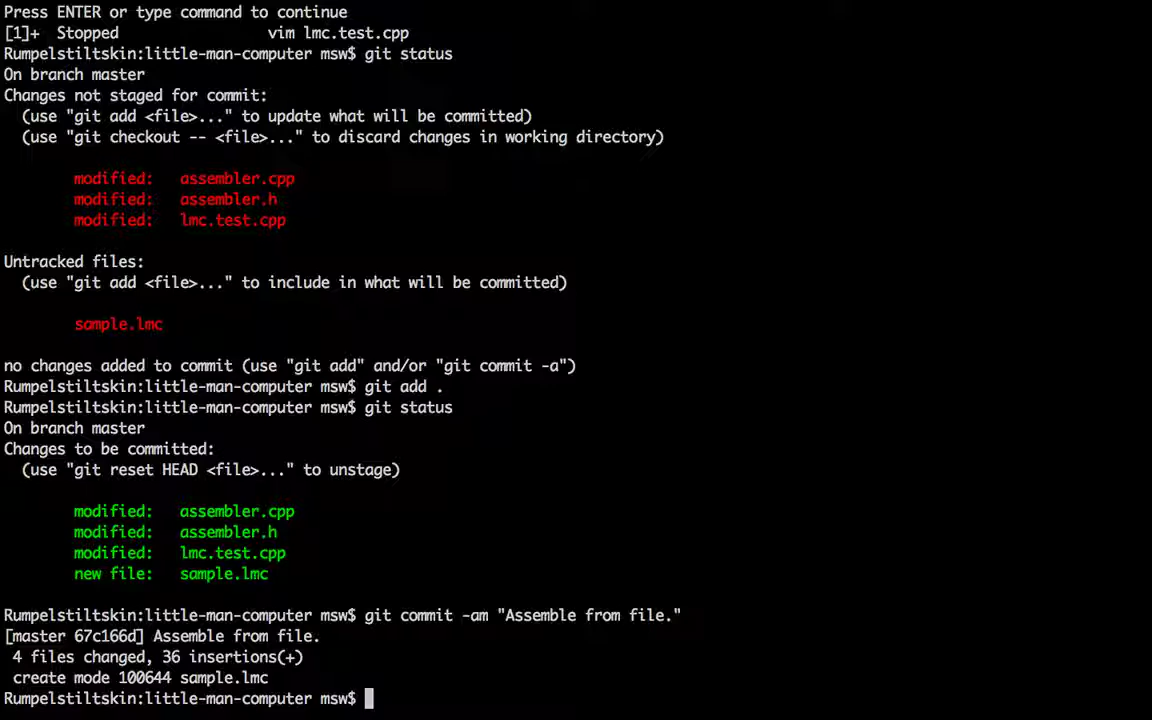 Press ENTER or type command to continue
[1]+  Stopped                 vim lmc.test.cpp
Rumpelstiltskin:little-man-computer msw$ git status
On branch master
Changes not staged for commit:
  (use "git add <file>..." to update what will be committed)
  (use "git checkout -- <file>..." to discard changes in working directory)
        modified:   assembler.cpp
        modified:   assembler.h
        modified:   lmc.test.cpp
Untracked files:
  (use "git add <file>..." to include in what will be committed)
        sample.lmc
no changes added to commit (use "git add" and/or "git commit -a")
Rumpelstiltskin:little-man-computer msw$ git add .
Rumpelstiltskin:little-man-computer msw$ git status
On branch master
Changes to be committed:
  (use "git reset HEAD <file>..." to unstage)
        modified:   assembler.cpp
        modified:   assembler.h
        modified:   lmc.test.cpp
        new file:   sample.lmc
Rumpelstiltskin:little-man-computer msw$ git commit -am "Assemble from file."
[master 67c166d] Assemble from file.
 4 files changed, 36 insertions(+)
 create mode 100644 sample.lmc
Rumpelstiltskin:little-man-computer msw$